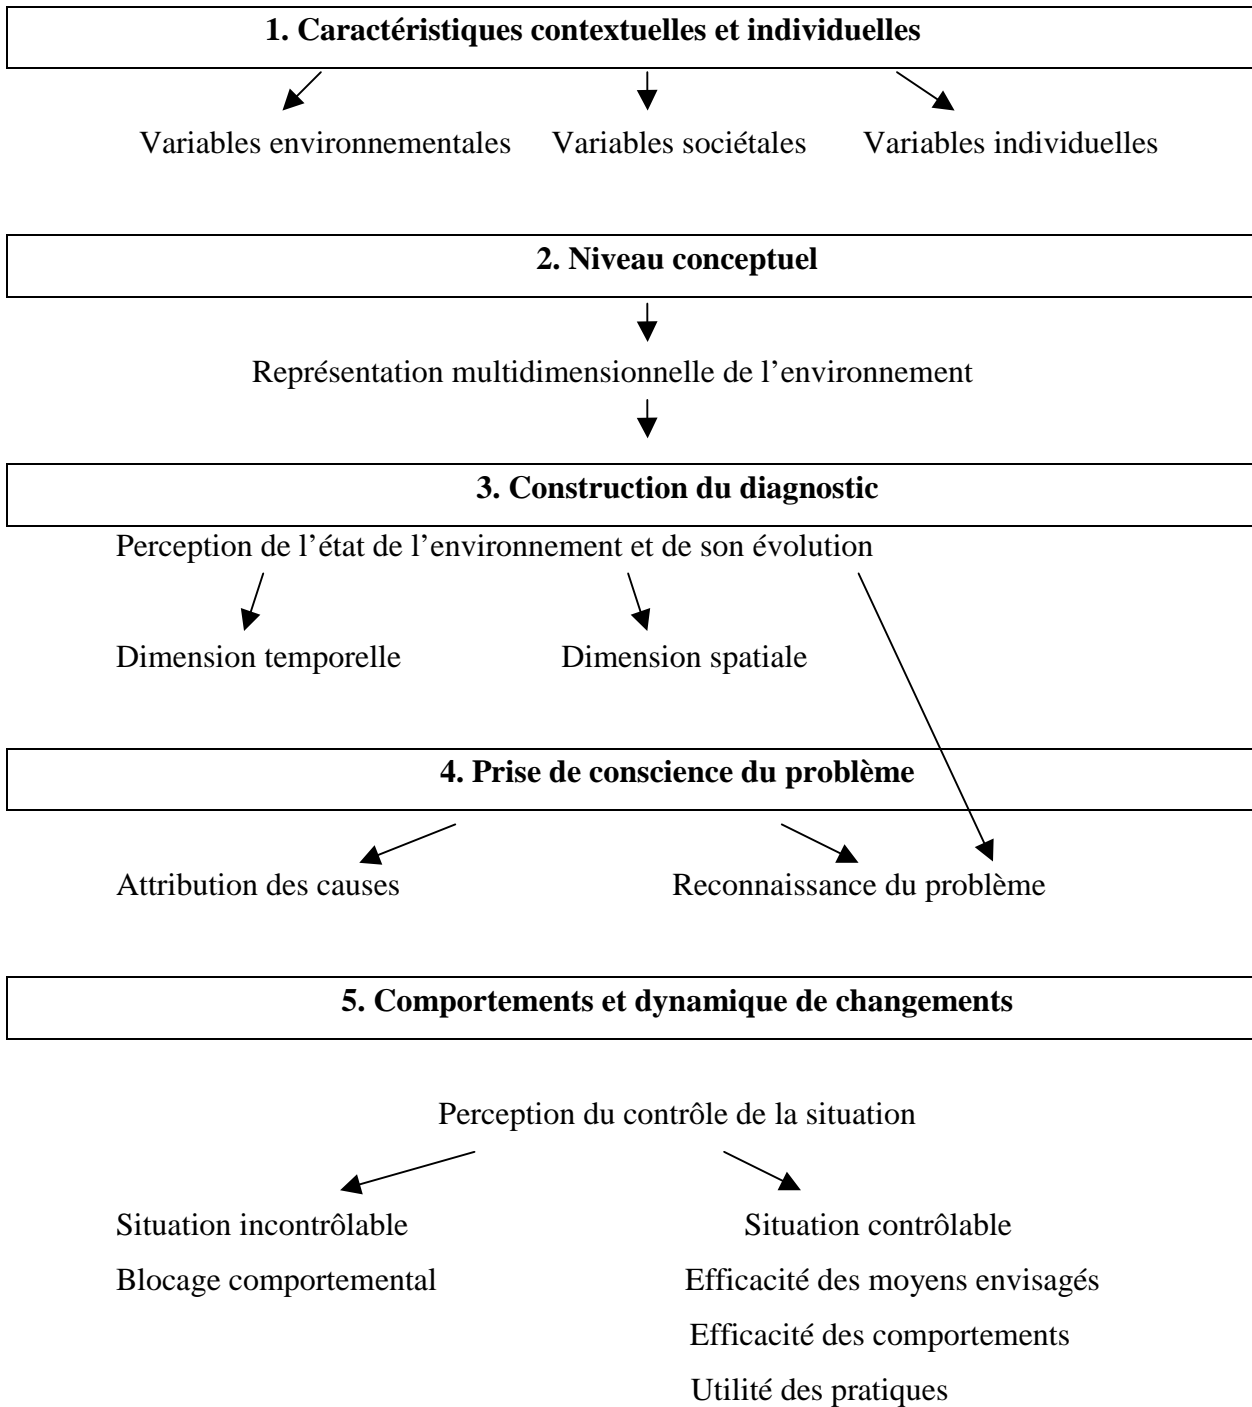 1. Caractéristiques contextuelles et individuelles
Variables environnementales Variables sociétales Variables individuelles
2. Niveau conceptuel
Représentation multidimensionnelle de l’environnement
3. Construction du diagnostic
Perception de l’état de l’environnement et de son évolution
Dimension temporelle Dimension spatiale
4. Prise de conscience du problème
Attribution des causes Reconnaissance du problème
5. Comportements et dynamique de changements
Perception du contrôle de la situation
Situation incontrôlable Situation contrôlable
Blocage comportemental Efficacité des moyens envisagés
Efficacité des comportements
Utilité des pratiques